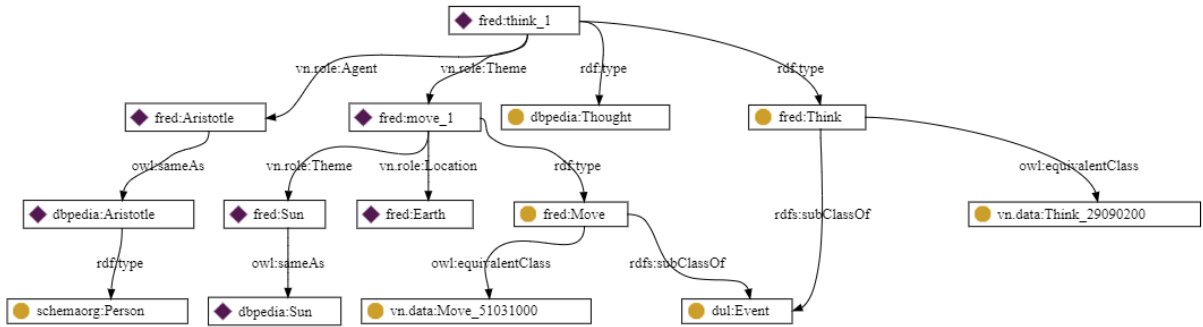 fred:think_1
vn.role:Agent
vn.role:Theme
rdf:type
rdf:type
fred:Aristotle
fred:move_1
dbpedia:Thought
fred:Think
owl:sameAs
vn.role:Theme
vn.role:Location
rdf:type
owl:equivalentClass
dbpedia:Aristotle
fred:Sun
fred:Earth
fred:Move
rdfs:subClassOf
vn.data:Think_29090200
rdf:type
owl:sameAs
owl:equivalentClass
rdfs:subClassOf
schemaorg:Person
dbpedia:Sun
vn.data:Move_51031000
dul:Event